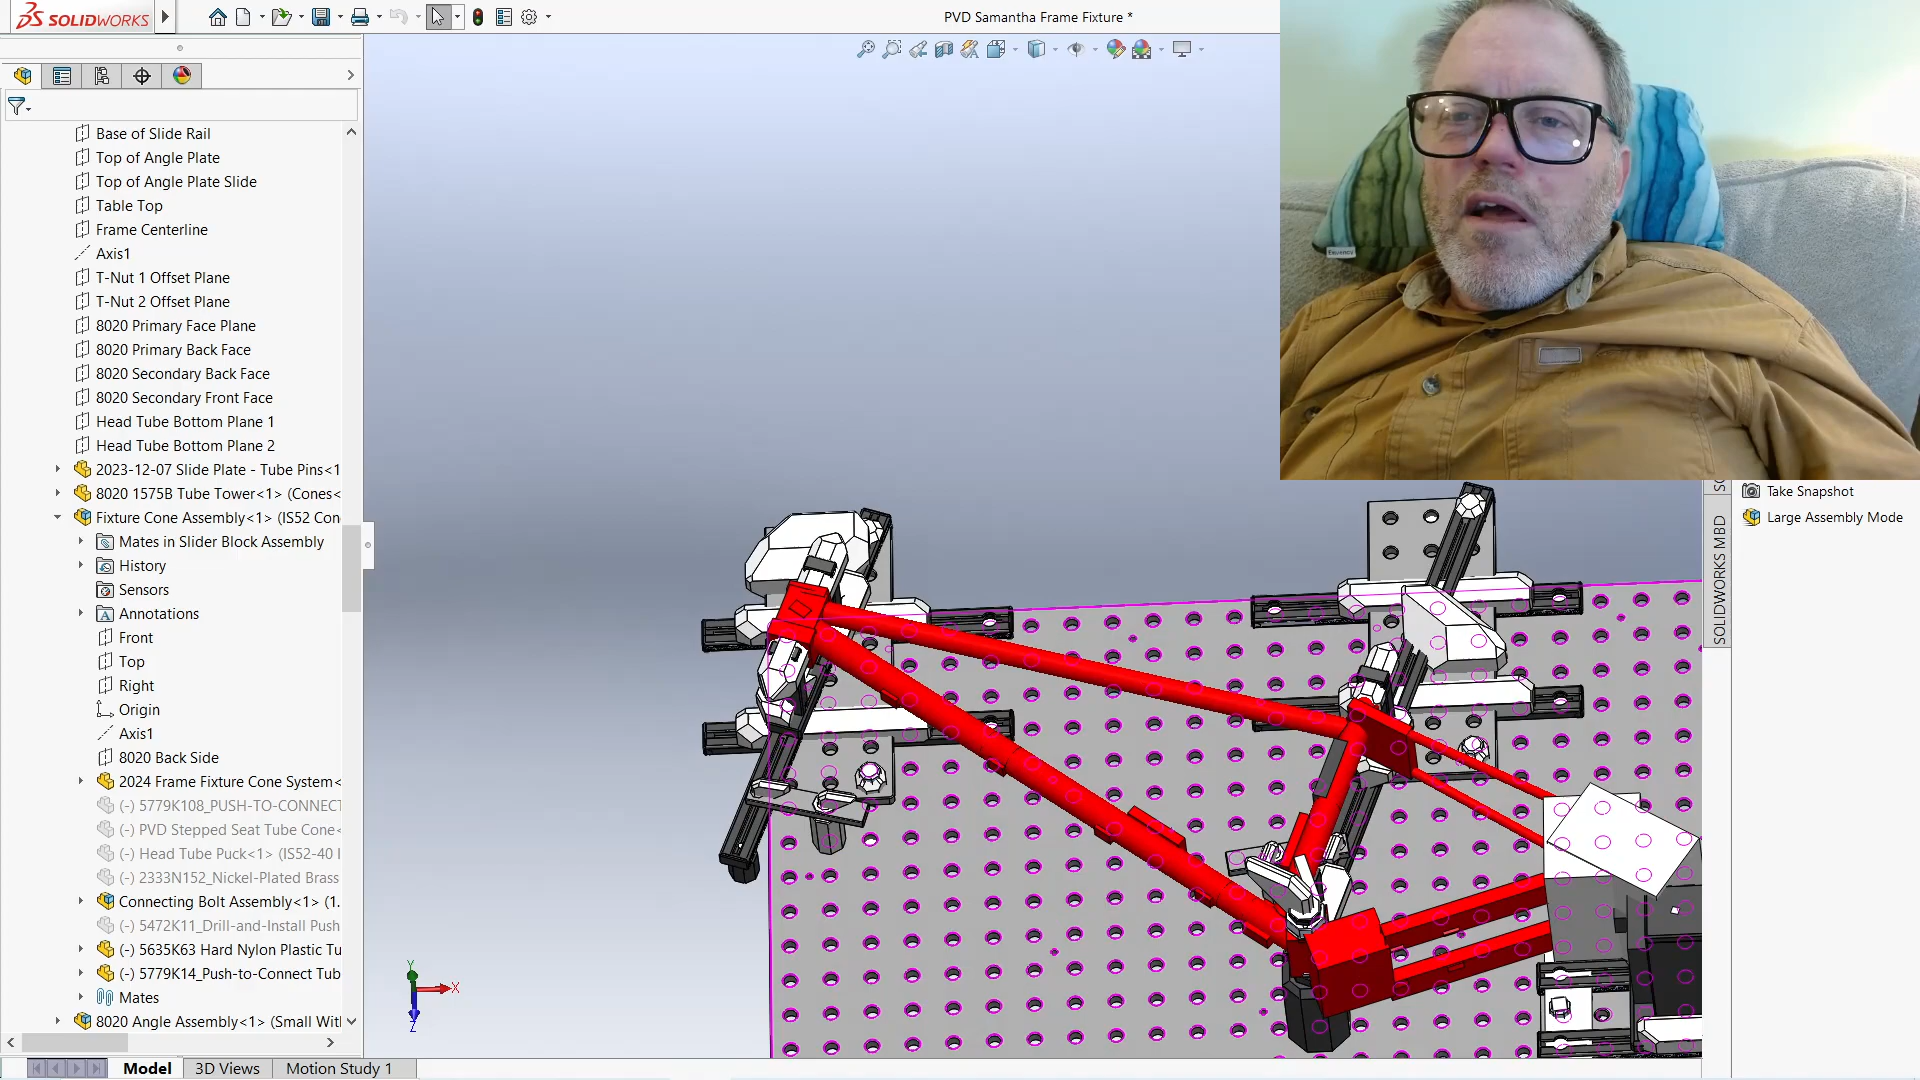 SOLIDWORKS
PVD Samantha Frame Fixture *
Base of Slide Rail
Top of Angle Plate
Top of Angle Plate Slide
Table Top
Frame Centerline
Axis1
T-Nut 1 Offset Plane
T-Nut 2 Offset Plane
8020 Primary Face Plane
8020 Primary Back Face
8020 Secondary Back Face
8020 Secondary Front Face
Head Tube Bottom Plane 1
Head Tube Bottom Plane 2
2023-12-07 Slide Plate - Tube Pins<1
8020 1575B Tube Tower<1> (Cones<
Fixture Cone Assembly<1> (IS52 Con
Mates in Slider Block Assembly
History
Sensors
Annotations
Front
Top
Right
Origin
Axis1
8020 Back Side
2024 Frame Fixture Cone System<
(-) 5779K108_PUSH-TO-CONNECT
(-) PVD Stepped Seat Tube Cone<
(-) Head Tube Puck<1> (IS52-40 I
(-) 2333N152_Nickel-Plated Brass
Connecting Bolt Assembly<1> (1.
(-) 5472K11_Drill-and-Install Push
(-) 5635K63 Hard Nylon Plastic Tu
(-) 5779K14_Push-to-Connect Tub
Mates
8020 Angle Assembly<1> (Small Wit
Y
X
Z
Model
3D Views
Motion Study 1
Take Snapshot
Large Assembly Mode
SOLIDWORKS MBD